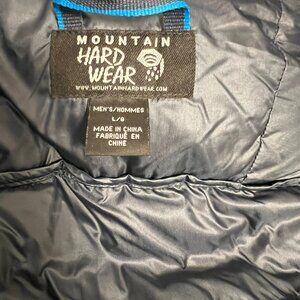 MOUNTAIN
HARD
WEAR
WWW.MOUNTAINHARDWEAR.COM
MEN'S/HOMMES
L/G
MADE IN CHINA
FABRIQUÉ EN
CHINE